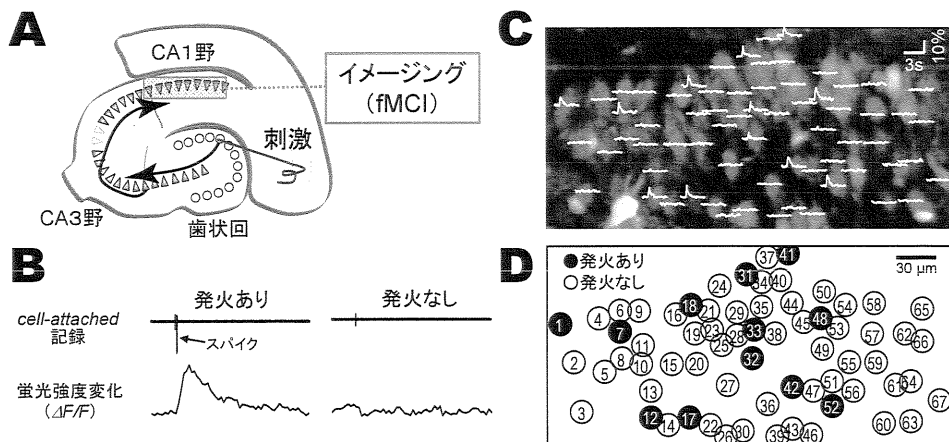 A
CA1野
イメージング
(fMCI)
刺激
CA3野
歯状回
B
発火あり 発火なし
cell-attached
記録
スパイク
蛍光強度変化
(ΔF/F)
C
10%
3s
D
●発火あり
○発火なし
30 μm
37 41
31 34 40
24 50
18 35 44 54 58
6 9 16 21 29 48 65
4 45
1 7 19 23 28 33 38 53 57 62
11 25 66
2 8 10 15 20 32 49 55 59
5
13 27 42 47 51 56 61 64
3 36 52 67
12 14 17 22 26 30 39 43 46 60 63